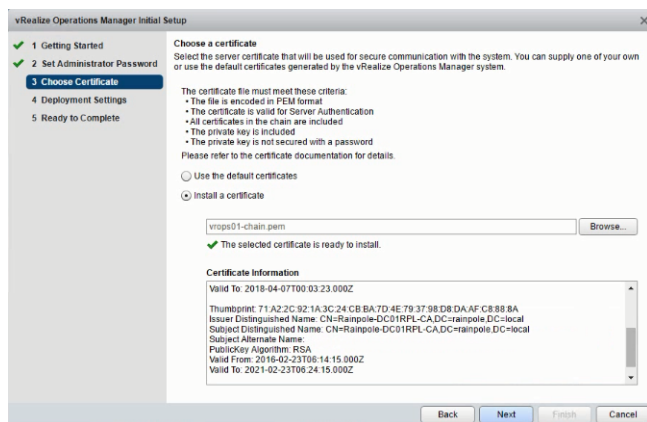 vRealize Operations Manager Initial Setup
1 Getting Started
2 Set Administrator Password
3 Choose Certificate
4 Deployment Settings
5 Ready to Complete
Choose a certificate
Select the server certificate that will be used for secure communication with the system. You can supply one of your own
or use the default certificates generated by the vRealize Operations Manager system.
The certificate file must meet these criteria:
• The file is encoded in PEM format
• The certificate is valid for Server Authentication
• All certificates in the chain are included
• The private key is included
• The private key is not secured with a password
Please refer to the certificate documentation for details.
Use the default certificates
Install a certificate
vrops01-chain.pem
Browse...
The selected certificate is ready to install.
Certificate Information
Valid To: 2018-04-07T00:03:23.000Z
Thumbprint: 71:A2:2C:92:1A:3C:24:CB:BA:7D:4E:79:37:98:D8:DA:AF:C8:88:8A
Issuer Distinguished Name: CN=Rainpole-DC01RPL-CA,DC=rainpole,DC=local
Subject Distinguished Name: CN=Rainpole-DC01RPL-CA,DC=rainpole,DC=local
Subject Alternate Name:
PublicKey Algorithm: RSA
Valid From: 2016-02-23T06:14:15.000Z
Valid To: 2021-02-23T06:24:15.000Z
Back
Next
Finish
Cancel